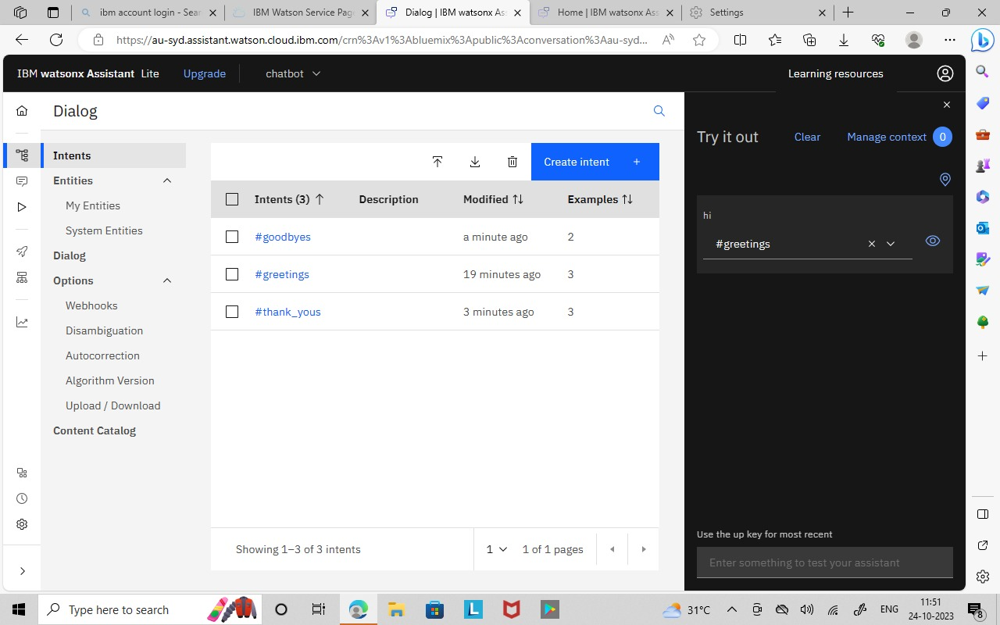 ibm account login - Sear
IBM Watson Service Page
Dialog | IBM watsonx Ass
Home | IBM watsonx Ass
Settings
https://au-syd.assistant.watson.cloud.ibm.com/crn%3Av1%3Abluemix%3Apublic%3Aconversation%3Aau-syd...
IBM watsonx Assistant Lite
Upgrade
chatbot
Learning resources
Dialog
Try it out
Clear
Manage context 0
Intents
Entities
My Entities
System Entities
Dialog
Options
Webhooks
Disambiguation
Autocorrection
Algorithm Version
Upload / Download
Content Catalog
Create intent +
Intents (3) Description Modified Examples
#goodbyes a minute ago 2
#greetings 19 minutes ago 3
#thank_yous 3 minutes ago 3
Showing 1–3 of 3 intents
1
1 of 1 pages
hi
#greetings
Use the up key for most recent
Enter something to test your assistant
Type here to search
31°C
ENG
11:51
24-10-2023
8